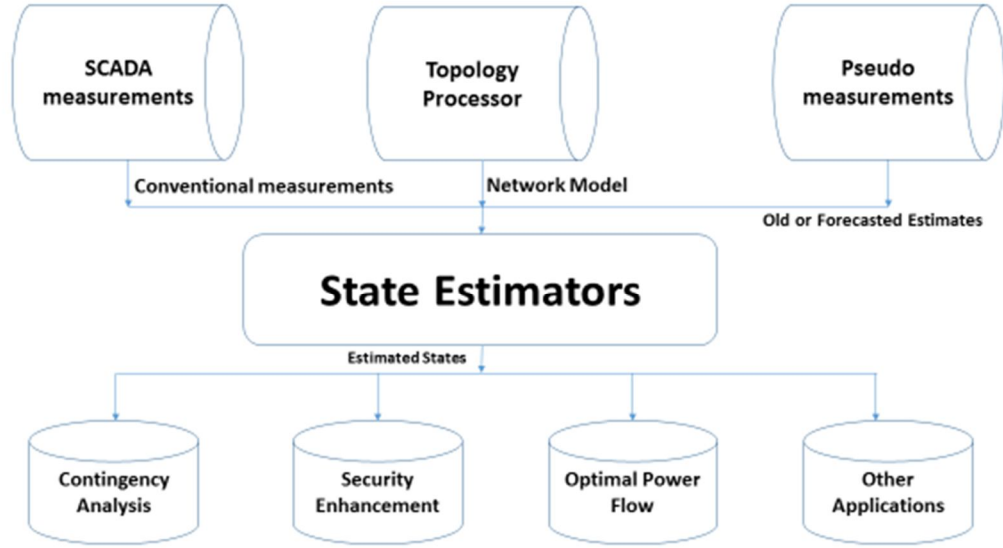 SCADA
measurements
Topology
Processor
Pseudo
measurements
Conventional measurements
Network Model
Old or Forecasted Estimates
State Estimators
Estimated States
Contingency
Analysis
Security
Enhancement
Optimal Power
Flow
Other
Applications